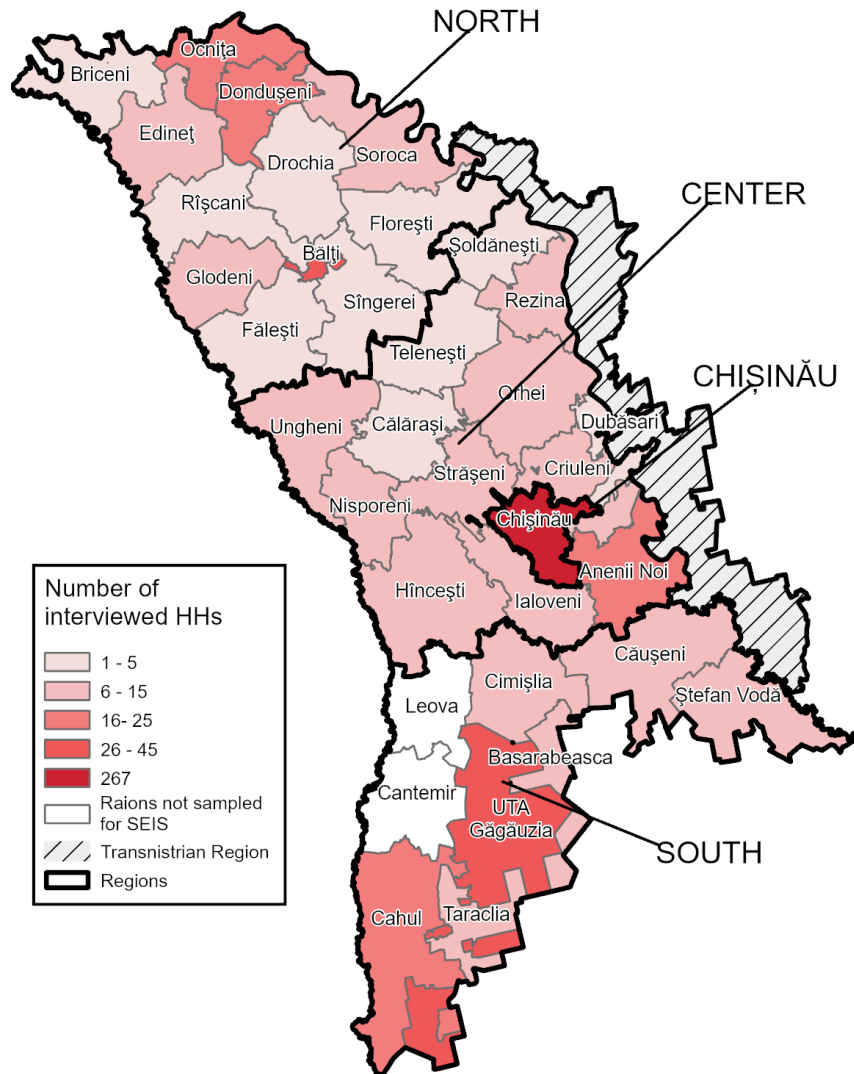 NORTH
Ocniţa
Briceni
Donduşeni
Edineţ
Drochia
Soroca
CENTER
Rîşcani
Floreşti
Şoldăneşti
Bălţi
Glodeni
Rezina
Sîngerei
Făleşti
Teleneşti
CHIȘINĂU
Orhei
Ungheni
Călăraşi
Dubăsari
Criuleni
Străşeni
Nisporeni
Chişinău
Anenii Noi
Hînceşti
Ialoveni
Number of
interviewed HHs
1 - 5
6 - 15
16- 25
26 - 45
267
Raions not sampled
for SEIS
Transnistrian Region
Regions
Căuşeni
Cimişlia
Ştefan Vodă
Leova
Basarabeasca
Cantemir
UTA
Găgăuzia
SOUTH
Cahul
Taraclia